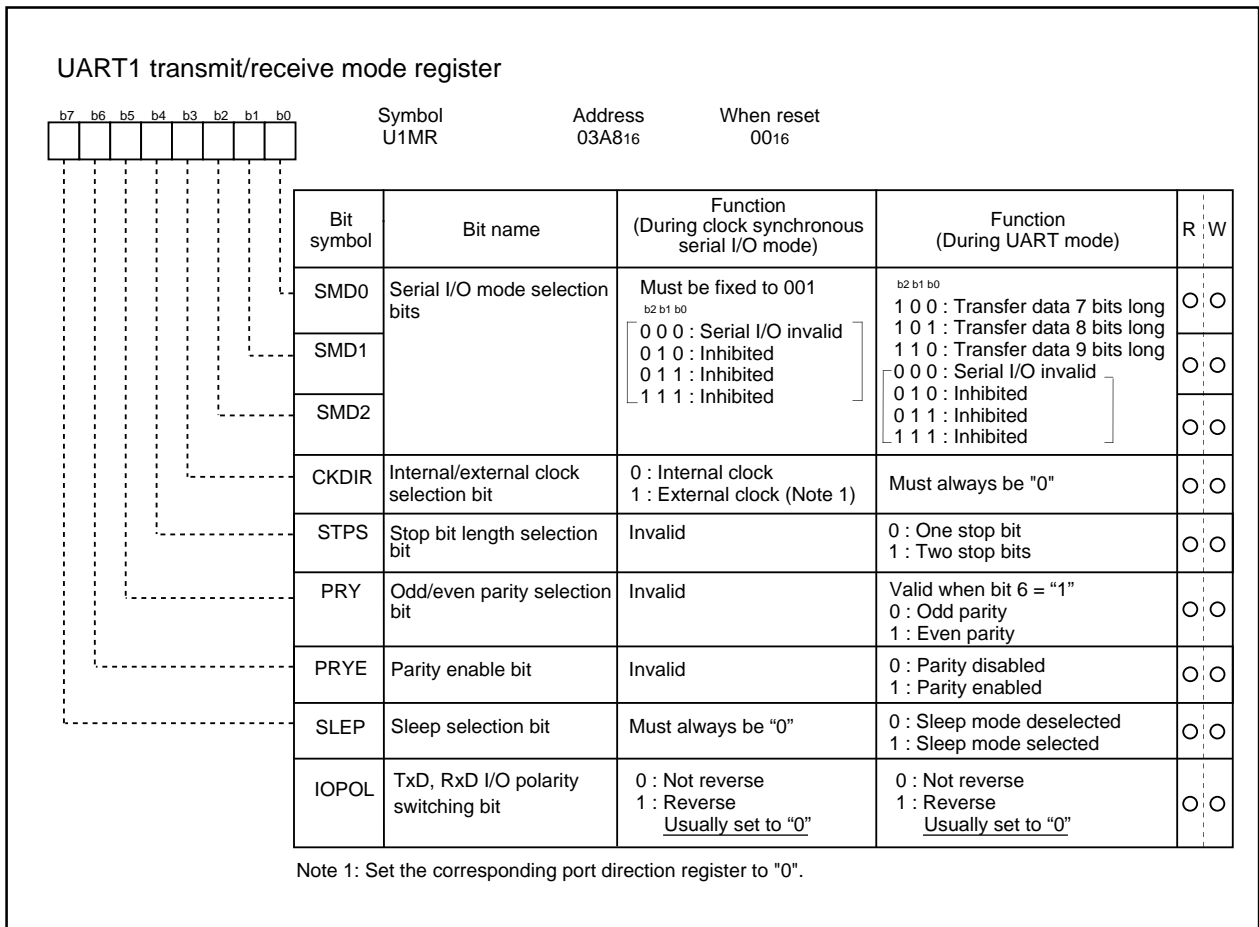 UART1 transmit/receive mode register
b7 b6 b5 b4 b3 b2 b1 b0
Symbol Address When reset
U1MR 03A816 0016
Bit symbol Bit name Function (During clock synchronous serial I/O mode) Function (During UART mode) R W
SMD0 Serial I/O mode selection bits
SMD1
SMD2
Must be fixed to 001
b2 b1 b0
0 0 0 : Serial I/O invalid
0 1 0 : Inhibited
0 1 1 : Inhibited
1 1 1 : Inhibited
b2 b1 b0
1 0 0 : Transfer data 7 bits long
1 0 1 : Transfer data 8 bits long
1 1 0 : Transfer data 9 bits long
0 0 0 : Serial I/O invalid
0 1 0 : Inhibited
0 1 1 : Inhibited
1 1 1 : Inhibited
CKDIR Internal/external clock selection bit
0 : Internal clock
1 : External clock (Note 1)
Must always be "0"
STPS Stop bit length selection bit
Invalid
0 : One stop bit
1 : Two stop bits
PRY Odd/even parity selection bit
Invalid
Valid when bit 6 = “1”
0 : Odd parity
1 : Even parity
PRYE Parity enable bit
Invalid
0 : Parity disabled
1 : Parity enabled
SLEP Sleep selection bit
Must always be “0”
0 : Sleep mode deselected
1 : Sleep mode selected
IOPOL TxD, RxD I/O polarity switching bit
0 : Not reverse
1 : Reverse
Usually set to “0”
0 : Not reverse
1 : Reverse
Usually set to “0”
Note 1: Set the corresponding port direction register to "0".